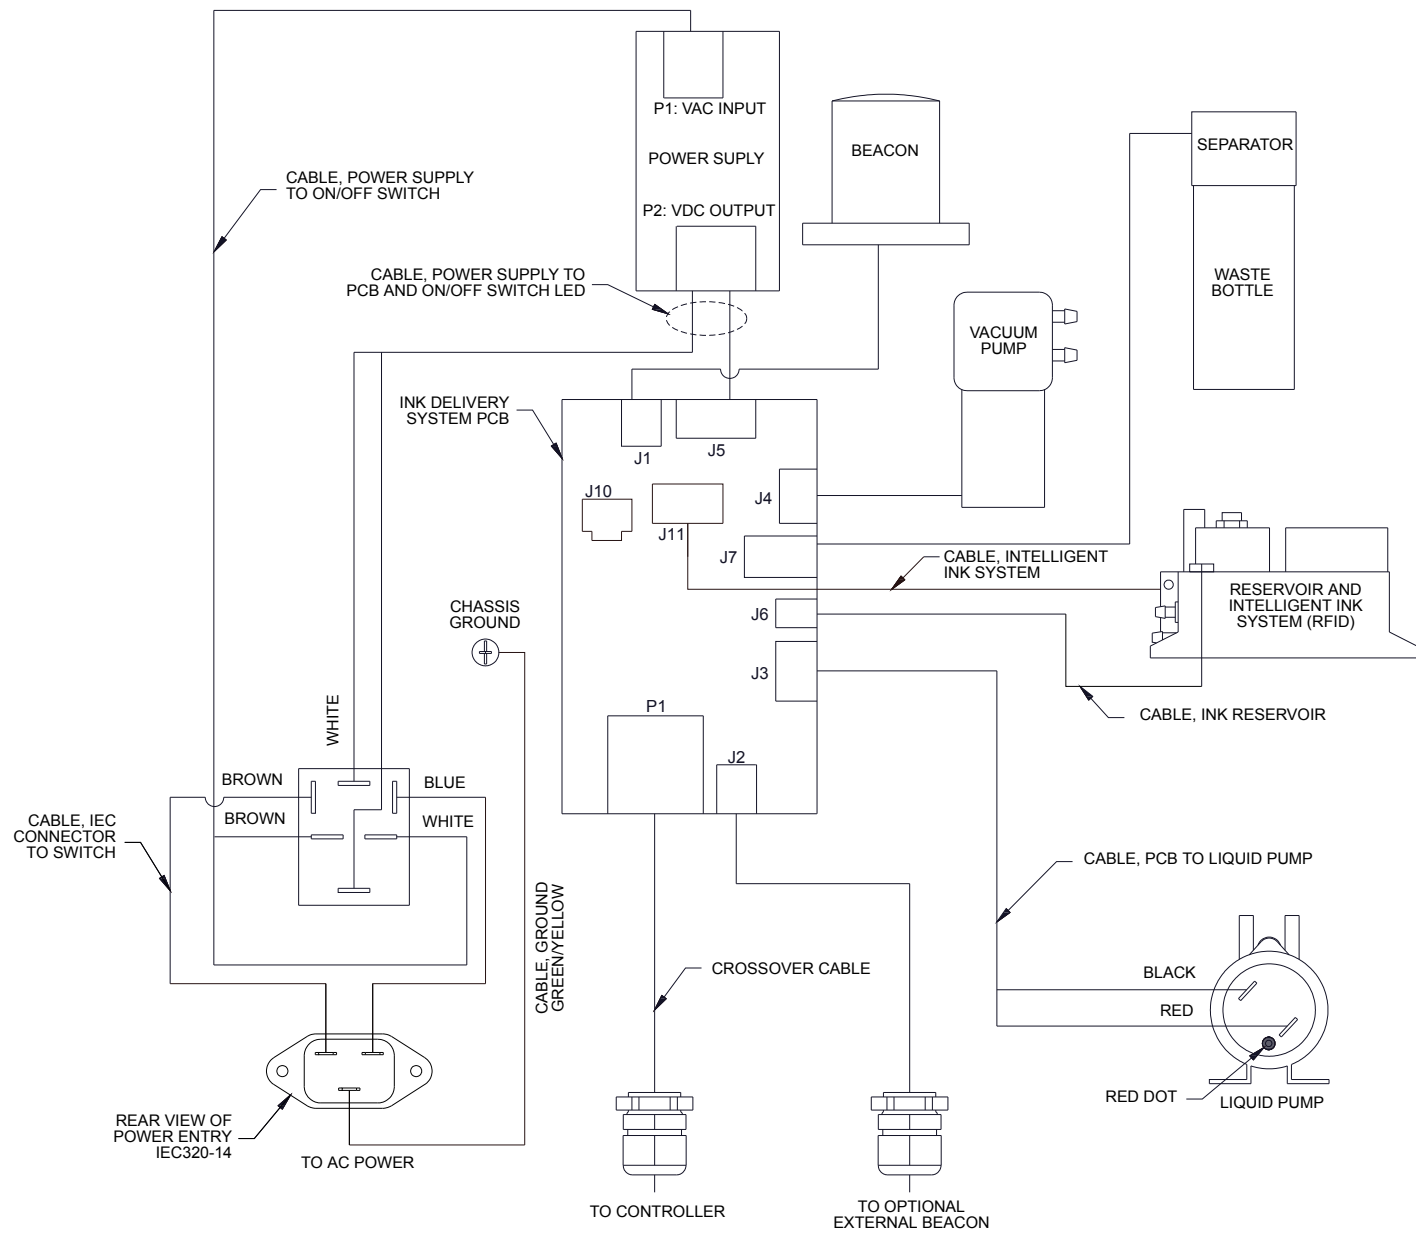 P1: VAC INPUT
POWER SUPLY
P2: VDC OUTPUT
BEACON
SEPARATOR
WASTE
BOTTLE
CABLE, POWER SUPPLY
TO ON/OFF SWITCH
CABLE, POWER SUPPLY TO
PCB AND ON/OFF SWITCH LED
VACUUM
PUMP
INK DELIVERY
SYSTEM PCB
J1
J5
J10
J11
J4
J7
CABLE, INTELLIGENT
INK SYSTEM
RESERVOIR AND
INTELLIGENT INK
SYSTEM (RFID)
J6
J3
CABLE, INK RESERVOIR
CHASSIS
GROUND
P1
J2
WHITE
BROWN
BLUE
BROWN
WHITE
CABLE, IEC
CONNECTOR
TO SWITCH
CABLE, GROUND
GREEN/YELLOW
CABLE, PCB TO LIQUID PUMP
CROSSOVER CABLE
BLACK
RED
RED DOT
LIQUID PUMP
REAR VIEW OF
POWER ENTRY
IEC320-14
TO AC POWER
TO CONTROLLER
TO OPTIONAL
EXTERNAL BEACON